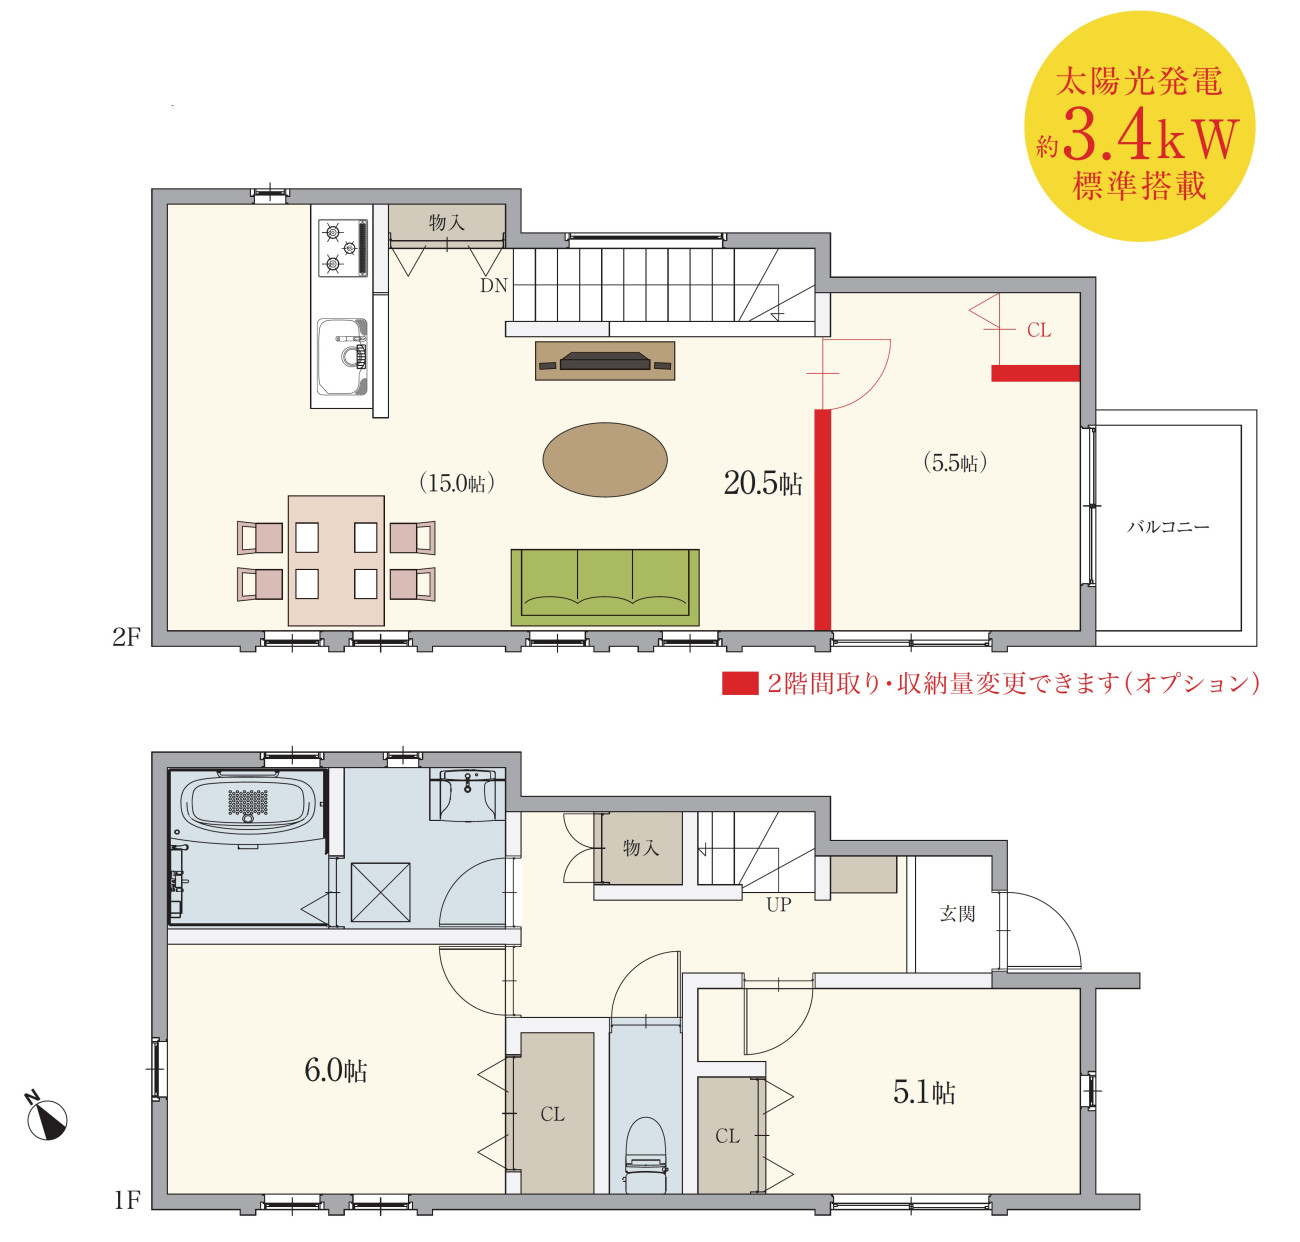 太陽光発電
約3.4kW
標準搭載
物入
DN
CL
(15.0帖)
20.5帖
(5.5帖)
バルコニー
2F
2階間取り・収納量変更できます(オプション)
物入
UP
玄関
6.0帖
5.1帖
CL
CL
N
1F